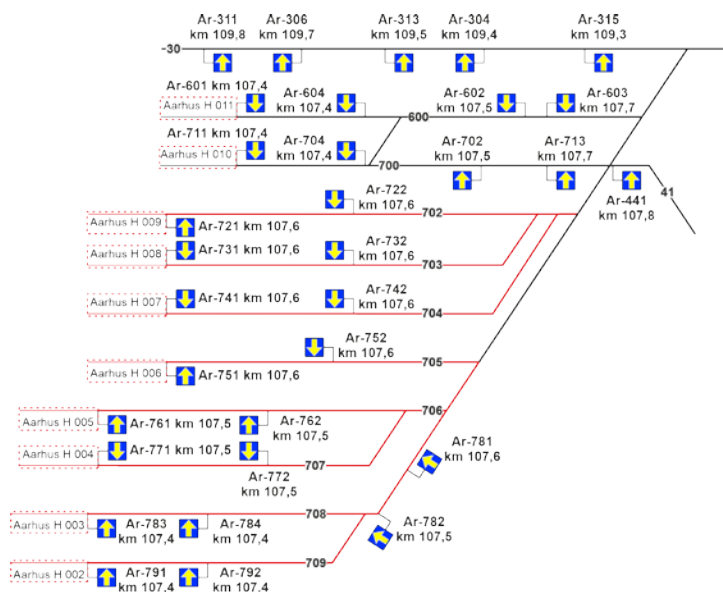 Ar-311 Ar-306 Ar-313 Ar-304 Ar-315
km 109,8 km 109,7 km 109,5 km 109,4 km 109,3
-30
Ar-601 km 107,4 Ar-604 Ar-602 Ar-603
km 107,4 km 107,5 km 107,7
Aarhus H 011
600
Ar-711 km 107,4 Ar-704 Ar-702 Ar-713
Aarhus H 010 km 107,4 km 107,5 km 107,7
700
Ar-441
km 107,8
41
Ar-722
km 107,6
702
Aarhus H 009 Ar-721 km 107,6
Aarhus H 008 Ar-731 km 107,6 Ar-732
km 107,6
703
Aarhus H 007 Ar-741 km 107,6 Ar-742
km 107,6
704
Ar-752
km 107,6
705
Aarhus H 006 Ar-751 km 107,6
706
Aarhus H 005 Ar-761 km 107,5 Ar-762
km 107,5
Aarhus H 004 Ar-771 km 107,5
707
Ar-772
km 107,5
Ar-781
km 107,6
708
Aarhus H 003 Ar-783 Ar-784
km 107,4 km 107,4
Ar-782
km 107,5
709
Aarhus H 002 Ar-791 Ar-792
km 107,4 km 107,4